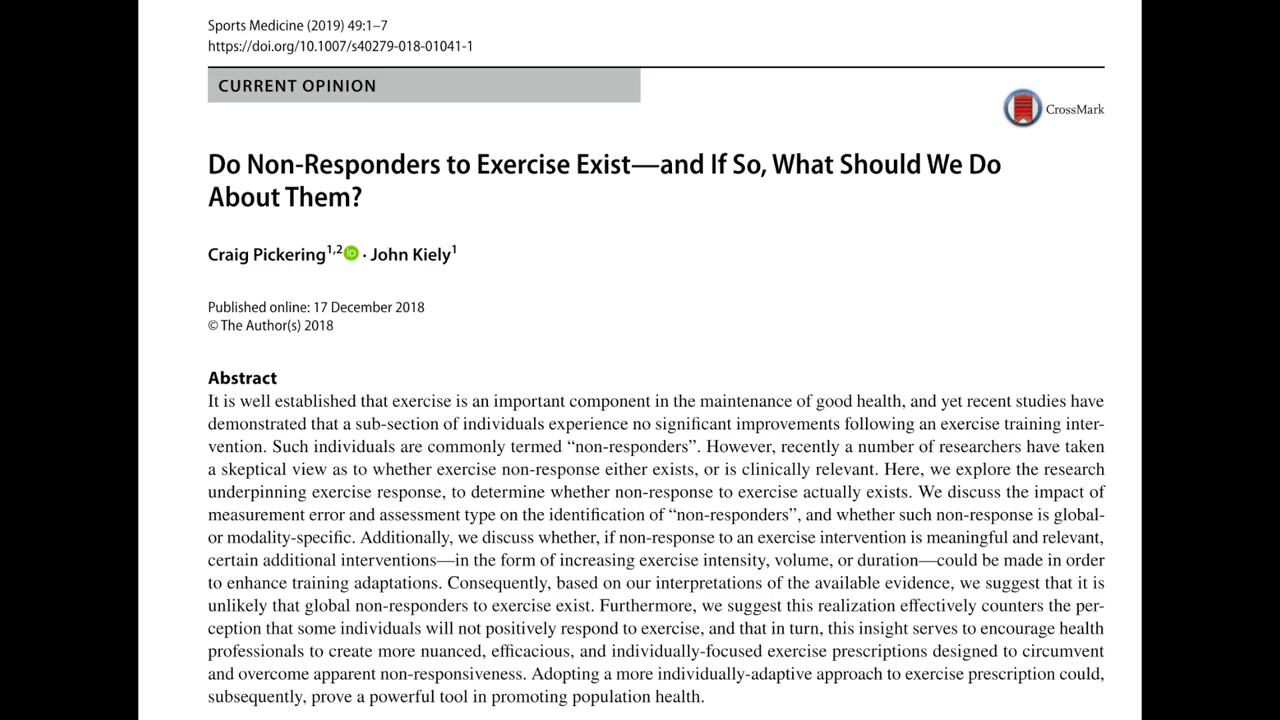 Sports Medicine (2019) 49:1–7
https://doi.org/10.1007/s40279-018-01041-1
CURRENT OPINION
CrossMark
Do Non-Responders to Exercise Exist—and If So, What Should We Do
About Them?
Craig Pickering1,2 iD · John Kiely1
Published online: 17 December 2018
© The Author(s) 2018
Abstract
It is well established that exercise is an important component in the maintenance of good health, and yet recent studies have
demonstrated that a sub-section of individuals experience no significant improvements following an exercise training inter-
vention. Such individuals are commonly termed “non-responders”. However, recently a number of researchers have taken
a skeptical view as to whether exercise non-response either exists, or is clinically relevant. Here, we explore the research
underpinning exercise response, to determine whether non-response to exercise actually exists. We discuss the impact of
measurement error and assessment type on the identification of “non-responders”, and whether such non-response is global-
or modality-specific. Additionally, we discuss whether, if non-response to an exercise intervention is meaningful and relevant,
certain additional interventions—in the form of increasing exercise intensity, volume, or duration—could be made in order
to enhance training adaptations. Consequently, based on our interpretations of the available evidence, we suggest that it is
unlikely that global non-responders to exercise exist. Furthermore, we suggest this realization effectively counters the per-
ception that some individuals will not positively respond to exercise, and that in turn, this insight serves to encourage health
professionals to create more nuanced, efficacious, and individually-focused exercise prescriptions designed to circumvent
and overcome apparent non-responsiveness. Adopting a more individually-adaptive approach to exercise prescription could,
subsequently, prove a powerful tool in promoting population health.